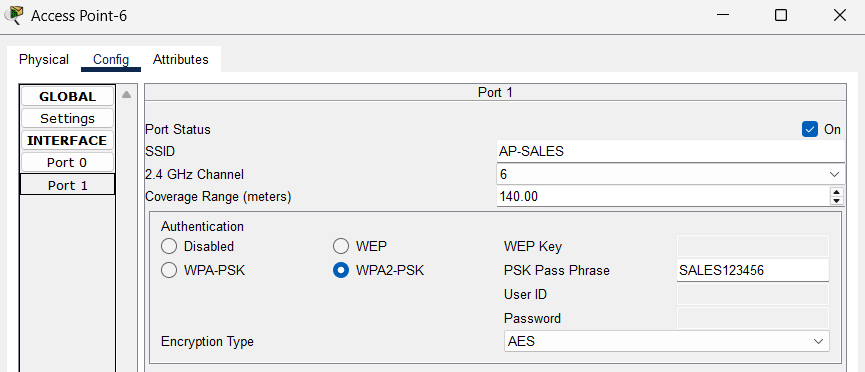 Access Point-6
Physical Config Attributes
GLOBAL
Settings
INTERFACE
Port 0
Port 1
Port 1
Port Status On
SSID AP-SALES
2.4 GHz Channel 6
Coverage Range (meters) 140.00
Authentication
Disabled WEP WEP Key
WPA-PSK WPA2-PSK PSK Pass Phrase SALES123456
User ID
Password
Encryption Type AES